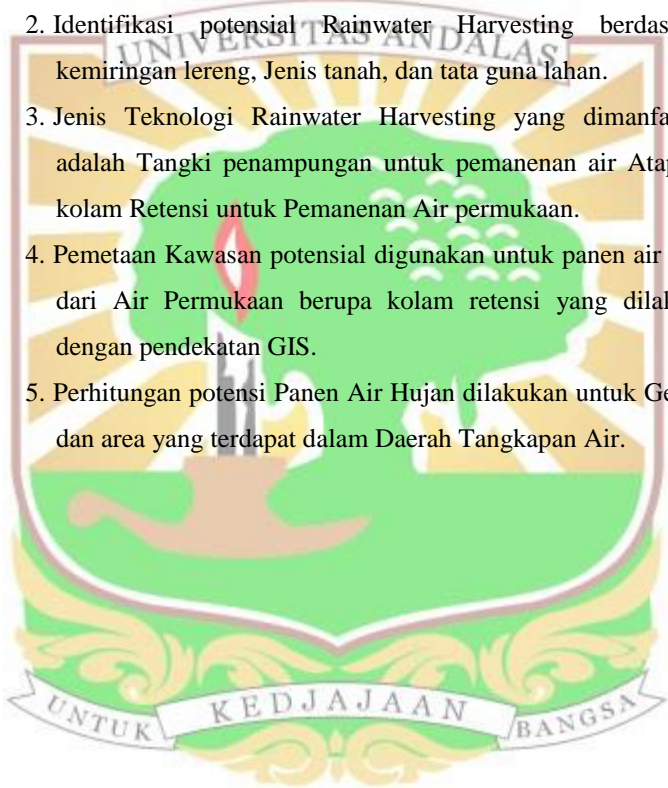 2. Identifikasi potensial Rainwater Harvesting berdas
UNIVERSITAS ANDALAS
kemiringan lereng, Jenis tanah, dan tata guna lahan.
3. Jenis Teknologi Rainwater Harvesting yang dimanfa
adalah Tangki penampungan untuk pemanenan air Atap
kolam Retensi untuk Pemanenan Air permukaan.
4. Pemetaan Kawasan potensial digunakan untuk panen air
dari Air Permukaan berupa kolam retensi yang dilal
dengan pendekatan GIS.
5. Perhitungan potensi Panen Air Hujan dilakukan untuk Ge
dan area yang terdapat dalam Daerah Tangkapan Air.
UNTUK KEDJAJAAN BANGSA